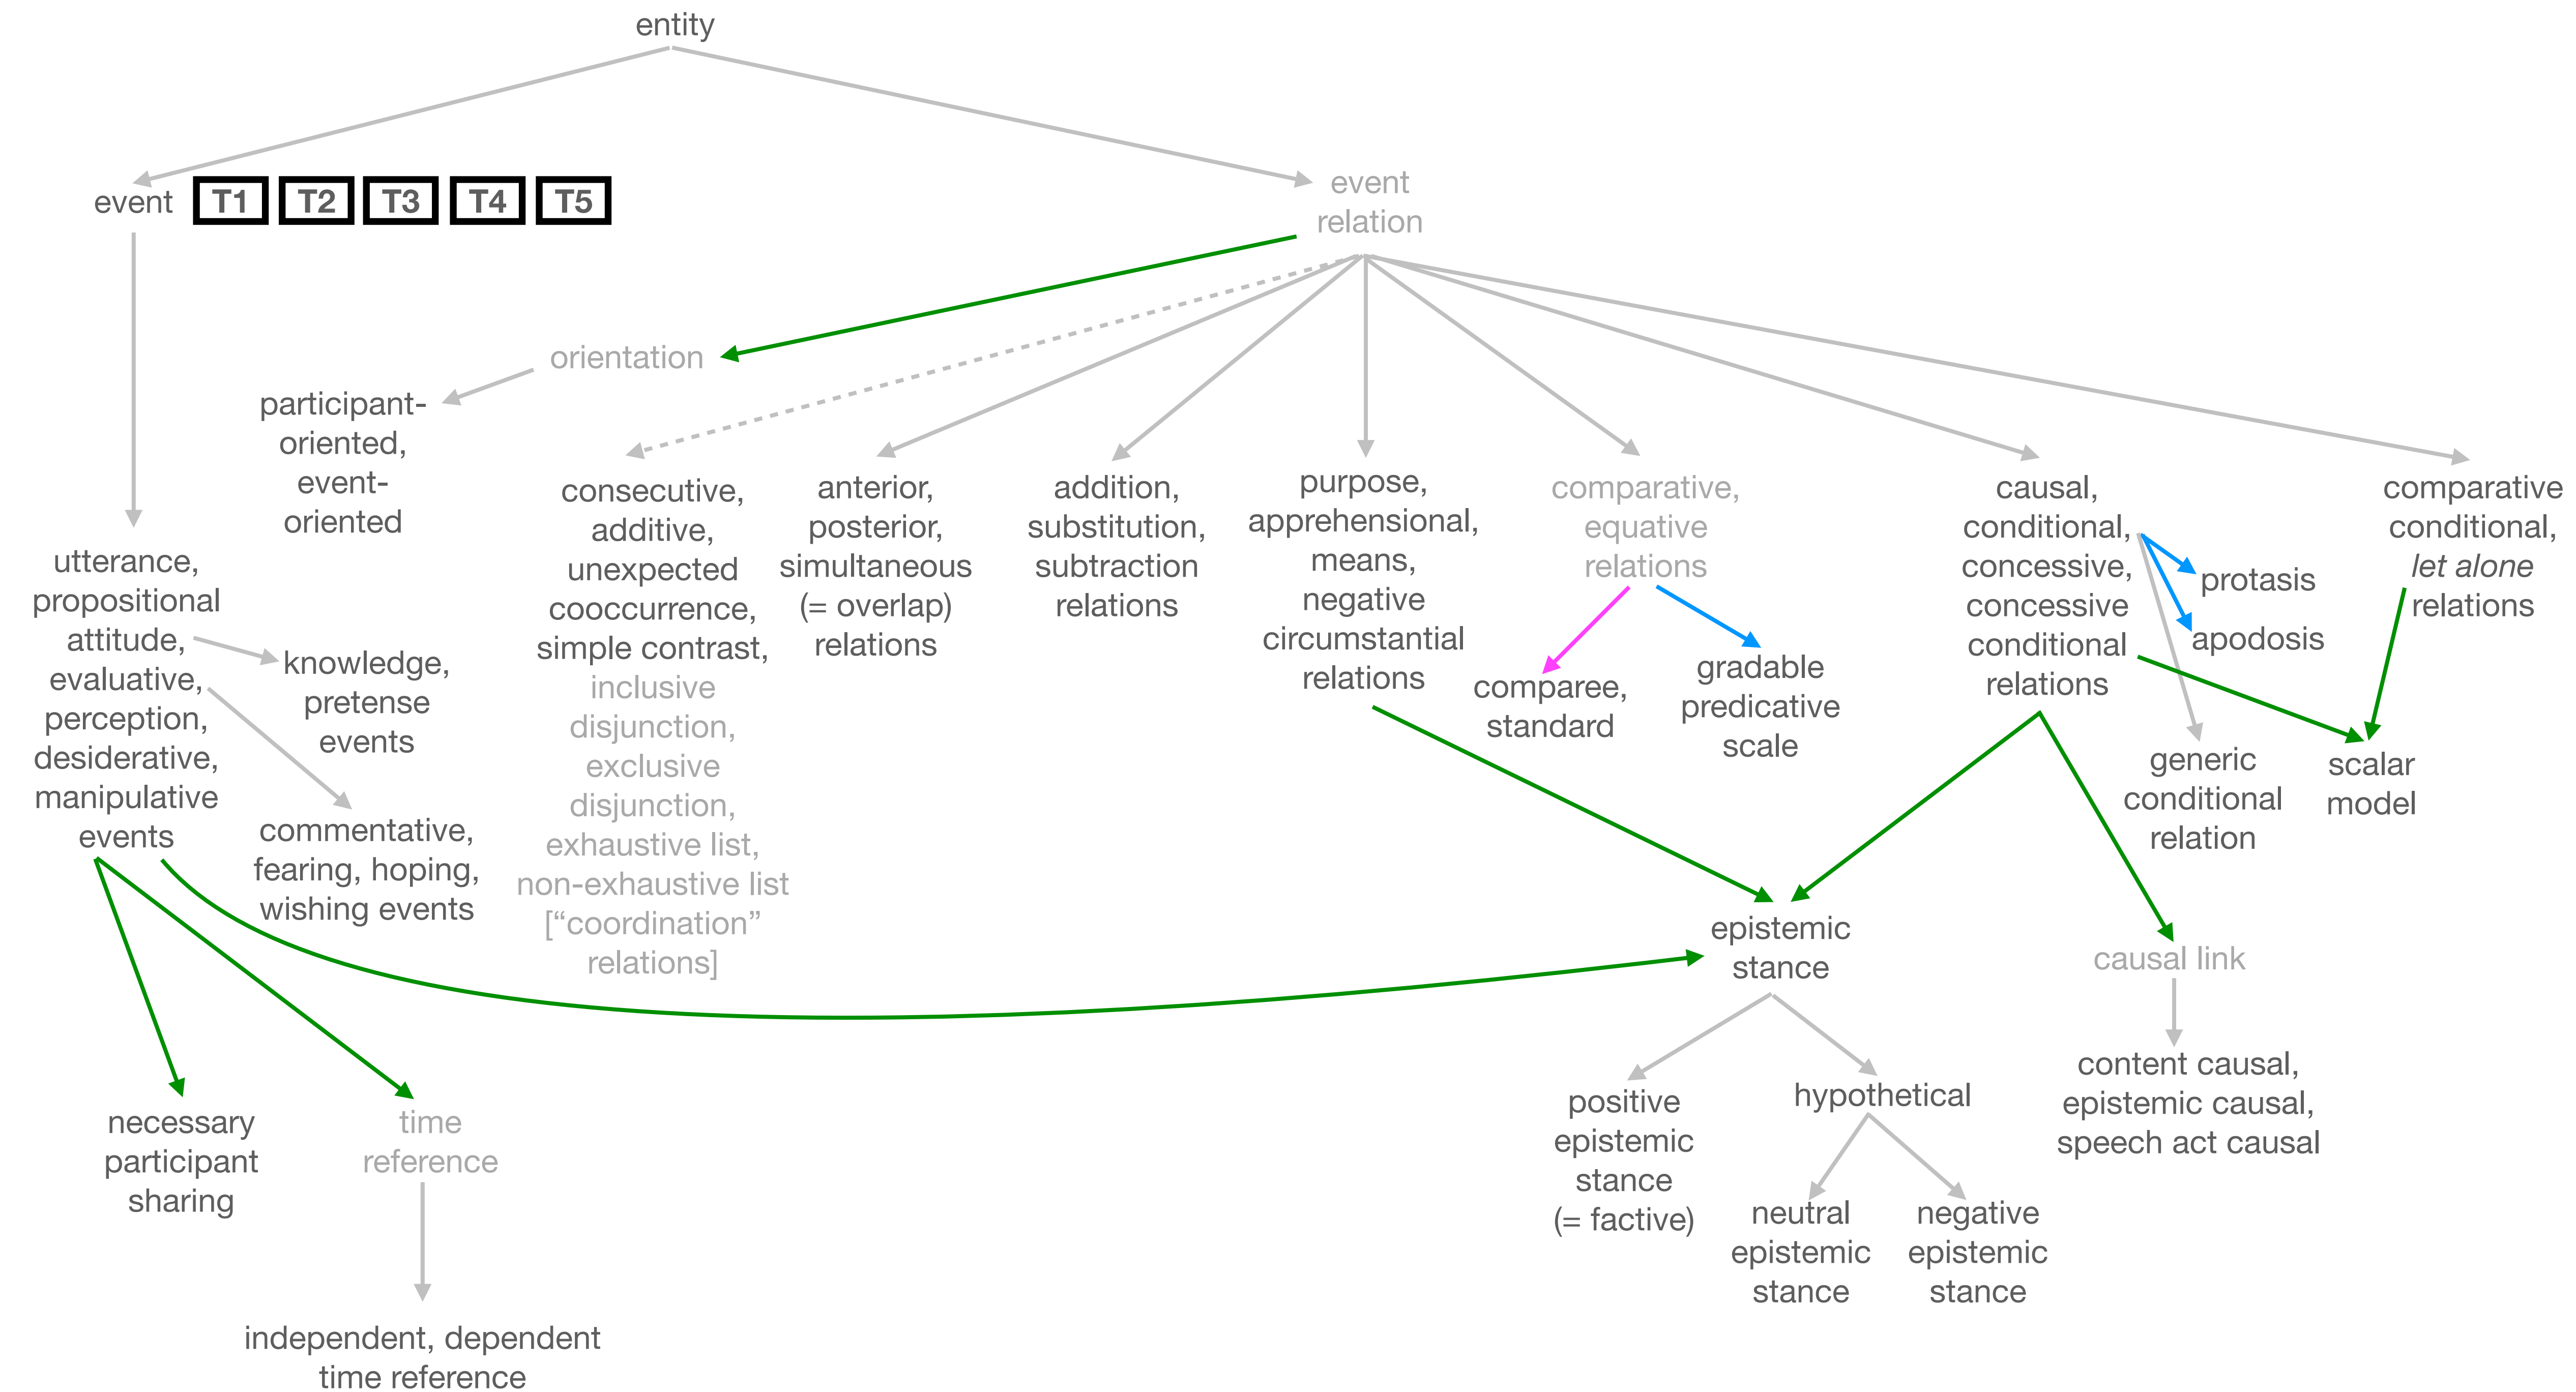 entity
event
T1
T2
T3
T4
T5
event
relation
orientation
participant-
oriented,
event-
oriented
utterance,
propositional
attitude,
evaluative,
perception,
desiderative,
manipulative
events
knowledge,
pretense
events
commentative,
fearing, hoping,
wishing events
consecutive,
additive,
unexpected
cooccurrence,
simple contrast,
inclusive
disjunction,
exclusive
disjunction,
exhaustive list,
non-exhaustive list
[“coordination”
relations]
anterior,
posterior,
simultaneous
(= overlap)
relations
addition,
substitution,
subtraction
relations
purpose,
apprehensional,
means,
negative
circumstantial
relations
comparative,
equative
relations
comparee,
standard
gradable
predicative
scale
causal,
conditional,
concessive,
concessive
conditional
relations
protasis
apodosis
generic
conditional
relation
comparative
conditional,
let alone
relations
scalar
model
epistemic
stance
causal link
positive
epistemic
stance
(= factive)
hypothetical
neutral
epistemic
stance
negative
epistemic
stance
content causal,
epistemic causal,
speech act causal
necessary
participant
sharing
time
reference
independent, dependent
time reference